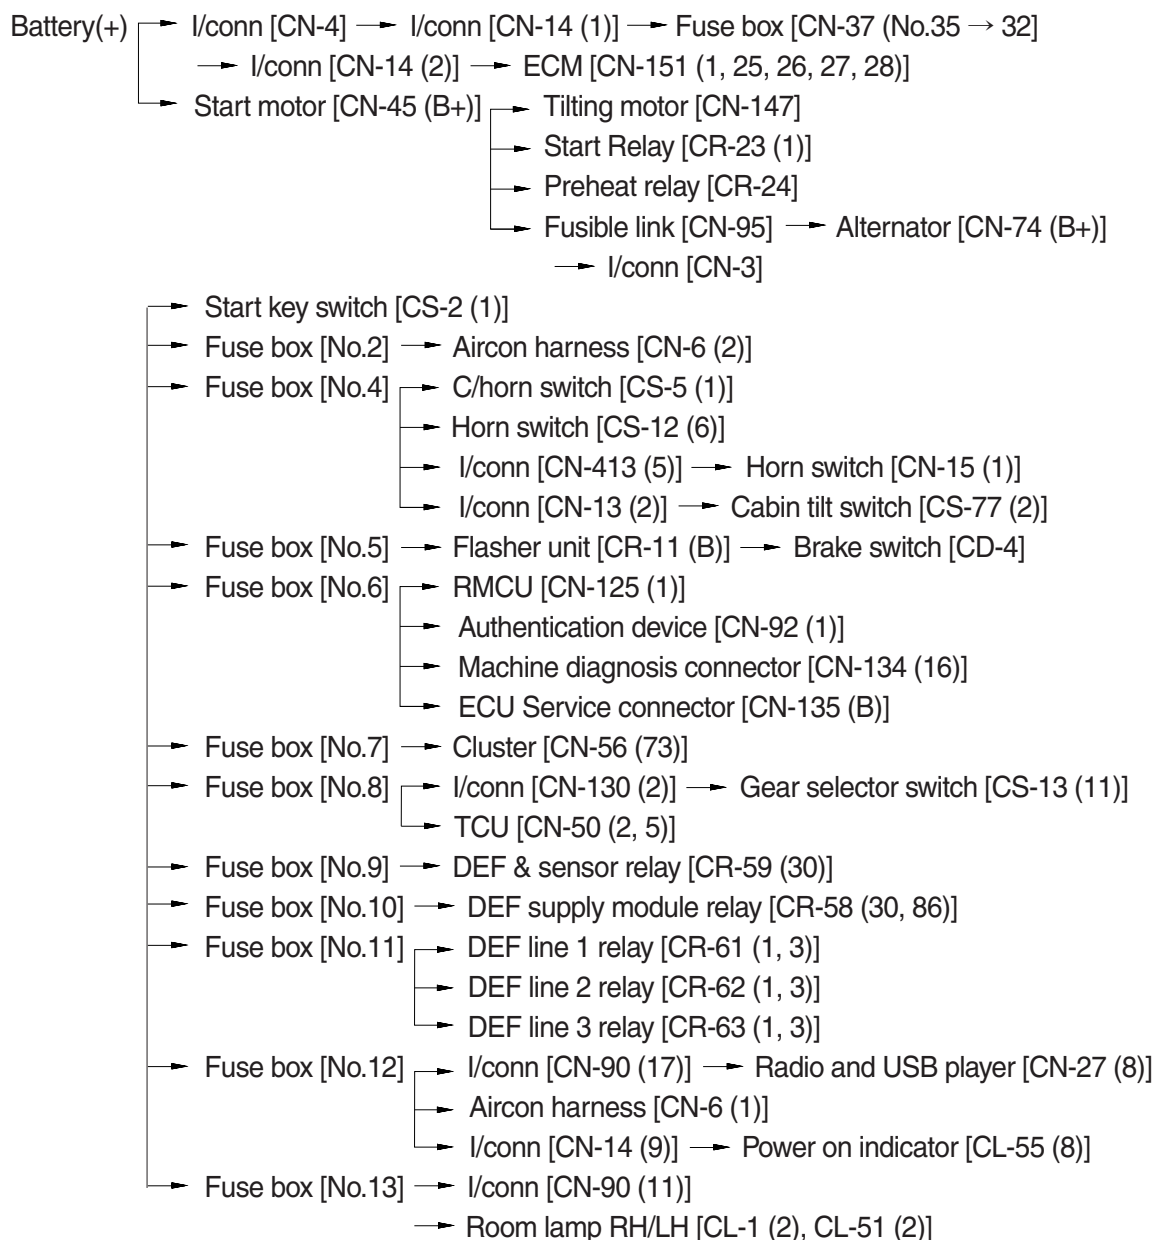 Battery(+) I/conn [CN-4] → I/conn [CN-14 (1)] → Fuse box [CN-37 (No.35 → 32]
→ I/conn [CN-14 (2)] → ECM [CN-151 (1, 25, 26, 27, 28)]
Start motor [CN-45 (B+)] Tilting motor [CN-147]
Start Relay [CR-23 (1)]
Preheat relay [CR-24]
Fusible link [CN-95] → Alternator [CN-74 (B+)]
→ I/conn [CN-3]
Start key switch [CS-2 (1)]
Fuse box [No.2] → Aircon harness [CN-6 (2)]
Fuse box [No.4] C/horn switch [CS-5 (1)]
Horn switch [CS-12 (6)]
I/conn [CN-413 (5)] → Horn switch [CN-15 (1)]
I/conn [CN-13 (2)] → Cabin tilt switch [CS-77 (2)]
Fuse box [No.5] → Flasher unit [CR-11 (B)] → Brake switch [CD-4]
Fuse box [No.6] RMCU [CN-125 (1)]
Authentication device [CN-92 (1)]
Machine diagnosis connector [CN-134 (16)]
ECU Service connector [CN-135 (B)]
Fuse box [No.7] → Cluster [CN-56 (73)]
Fuse box [No.8] I/conn [CN-130 (2)] → Gear selector switch [CS-13 (11)]
TCU [CN-50 (2, 5)]
Fuse box [No.9] → DEF & sensor relay [CR-59 (30)]
Fuse box [No.10] → DEF supply module relay [CR-58 (30, 86)]
Fuse box [No.11] DEF line 1 relay [CR-61 (1, 3)]
DEF line 2 relay [CR-62 (1, 3)]
DEF line 3 relay [CR-63 (1, 3)]
Fuse box [No.12] I/conn [CN-90 (17)] → Radio and USB player [CN-27 (8)]
Aircon harness [CN-6 (1)]
I/conn [CN-14 (9)] → Power on indicator [CL-55 (8)]
Fuse box [No.13] → I/conn [CN-90 (11)]
→ Room lamp RH/LH [CL-1 (2), CL-51 (2)]